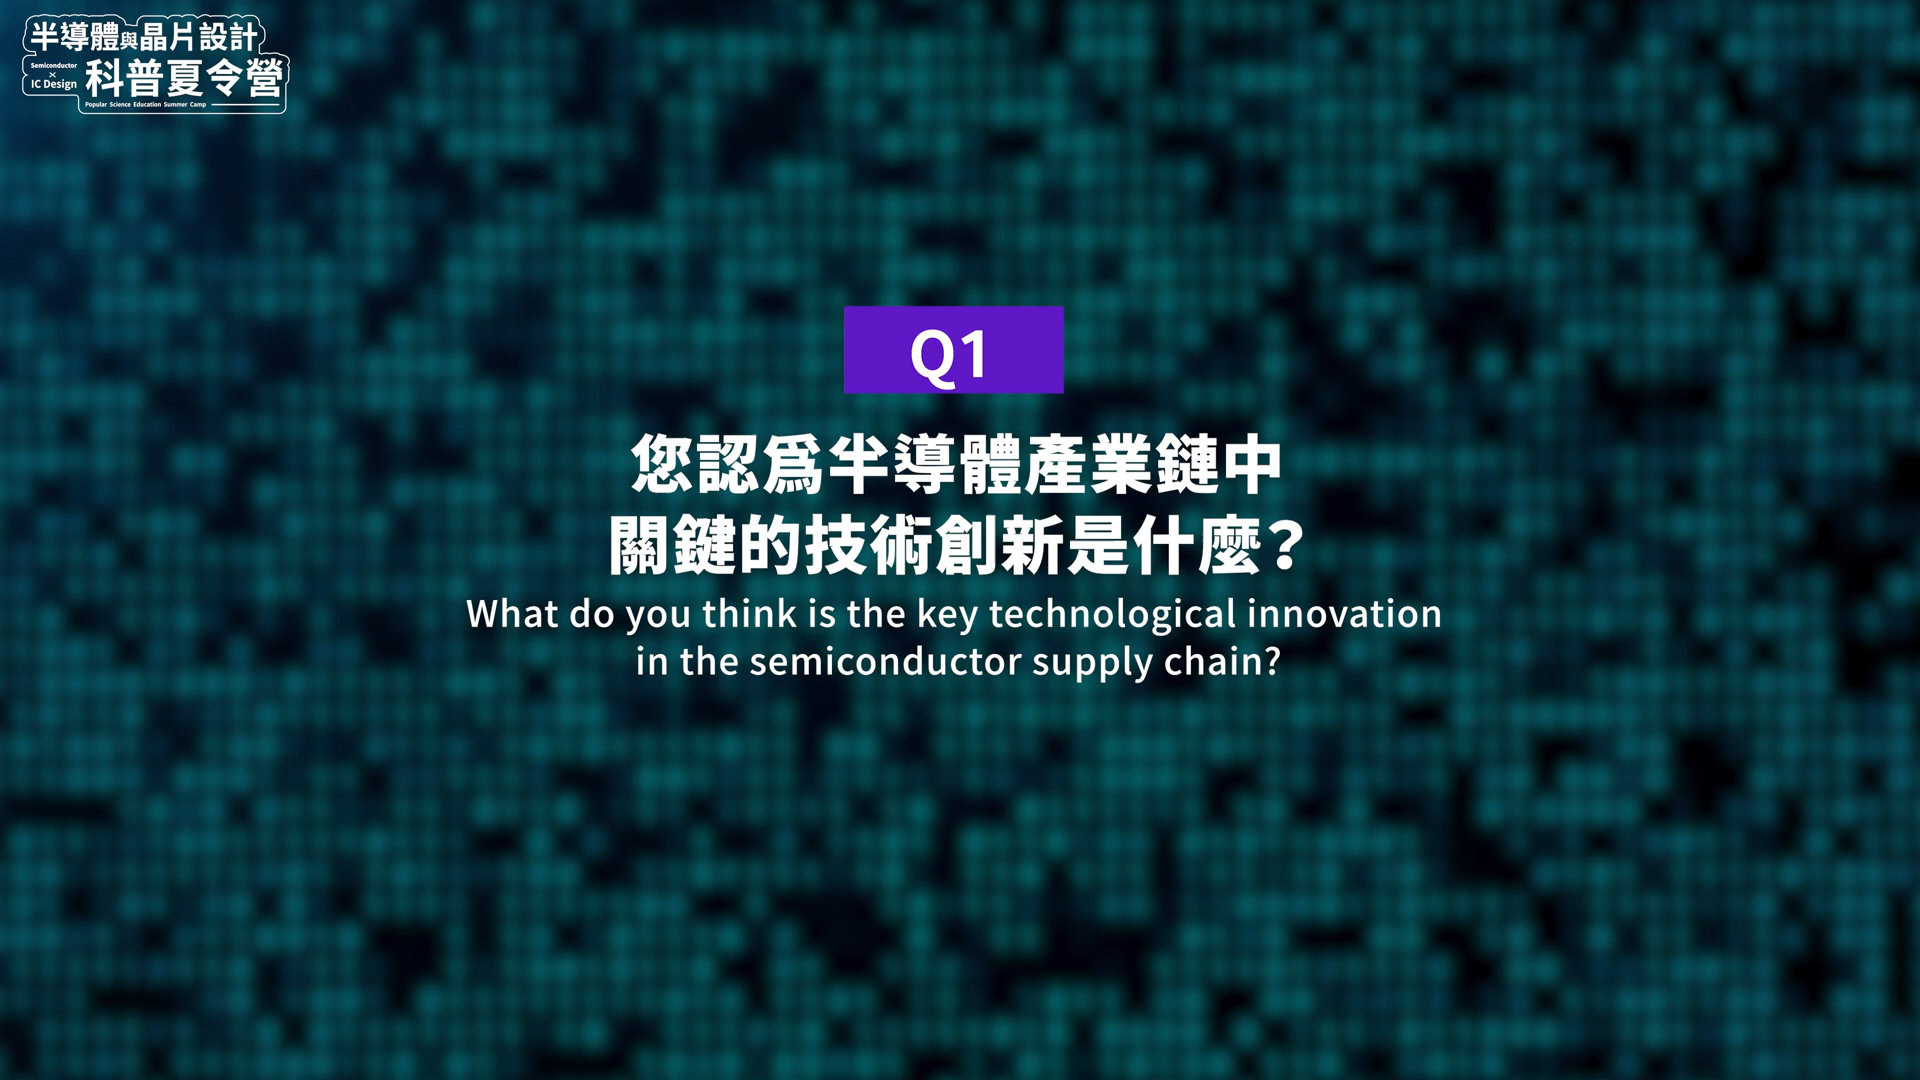 半導體與晶片設計
Semiconductor
×
IC Design
科普夏令營
Popular Science Education Summer Camp
Q1
您認爲半導體產業鏈中
關鍵的技術創新是什麼？
What do you think is the key technological innovation
in the semiconductor supply chain?